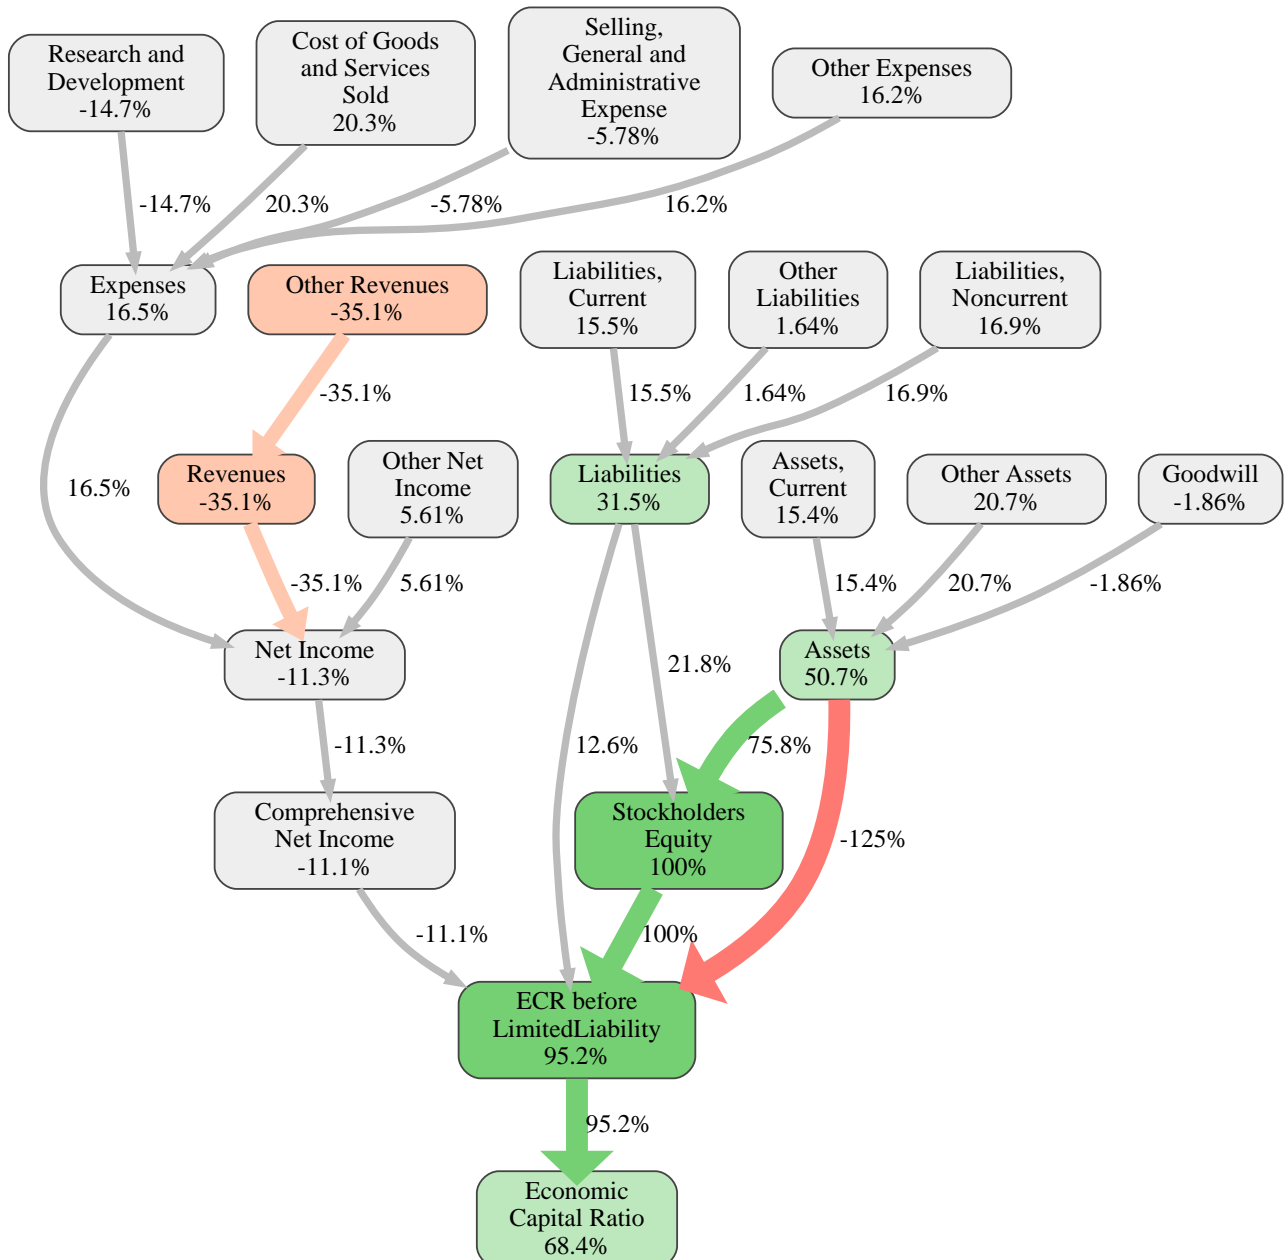 Research and
Development
-14.7%
Cost of Goods
and Services
Sold
20.3%
Selling,
General and
Administrative
Expense
-5.78%
Other Expenses
16.2%
-14.7%
20.3%
-5.78%
16.2%
Expenses
16.5%
Other Revenues
-35.1%
Liabilities,
Current
15.5%
Other
Liabilities
1.64%
Liabilities,
Noncurrent
16.9%
-35.1%
15.5%
1.64%
16.9%
16.5%
Revenues
-35.1%
Other Net
Income
5.61%
Liabilities
31.5%
Assets,
Current
15.4%
Other Assets
20.7%
Goodwill
-1.86%
-35.1%
5.61%
15.4%
20.7%
-1.86%
Net Income
-11.3%
21.8%
Assets
50.7%
-11.3%
12.6%
75.8%
Comprehensive
Net Income
-11.1%
Stockholders
Equity
100%
-125%
-11.1%
100%
ECR before
LimitedLiability
95.2%
95.2%
Economic
Capital Ratio
68.4%